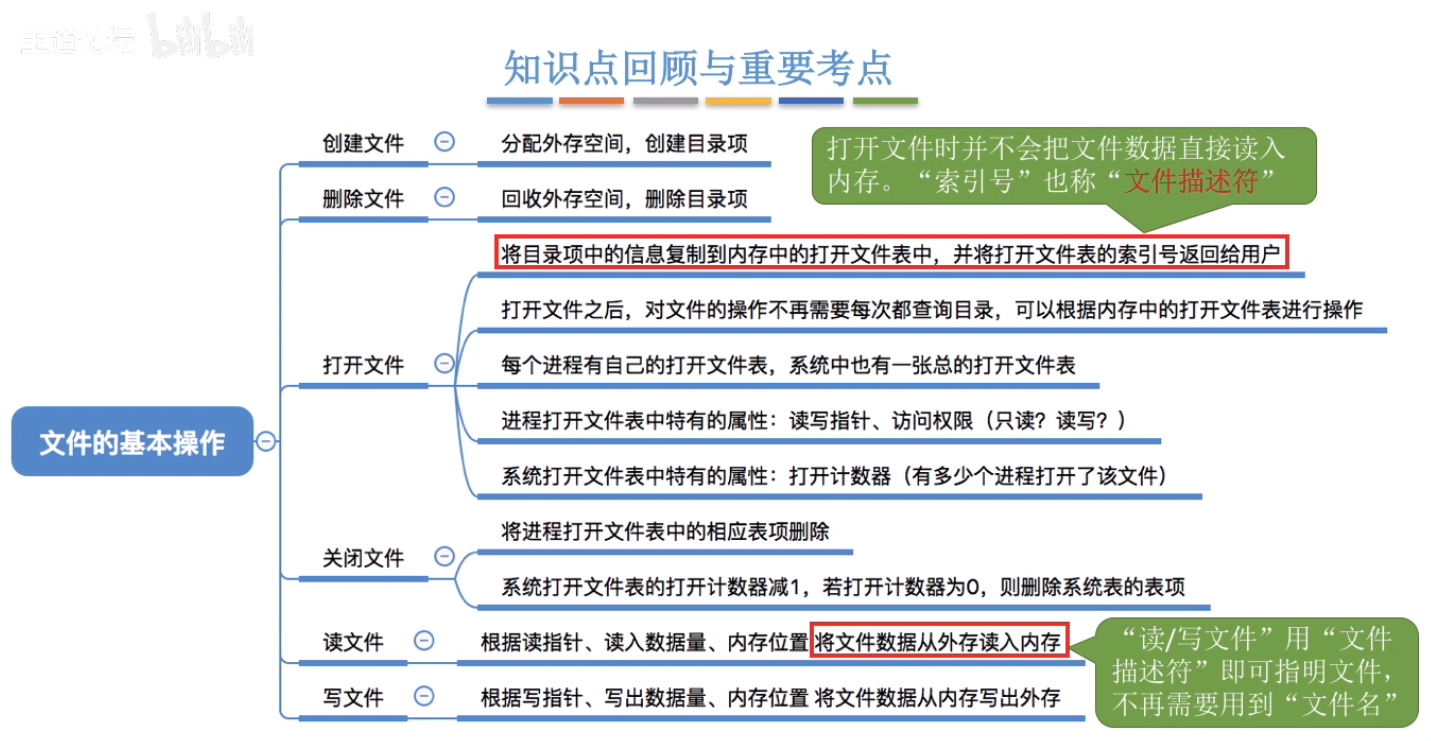 王道论坛 bilibili
知识点回顾与重要考点
创建文件
分配外存空间，创建目录项
打开文件时并不会把文件数据直接读入
内存。“索引号”也称“文件描述符”
删除文件
回收外存空间，删除目录项
将目录项中的信息复制到内存中的打开文件表中，并将打开文件表的索引号返回给用户
打开文件之后，对文件的操作不再需要每次都查询目录，可以根据内存中的打开文件表进行操作
打开文件
每个进程有自己的打开文件表，系统中也有一张总的打开文件表
进程打开文件表中特有的属性：读写指针、访问权限（只读？读写？）
文件的基本操作
系统打开文件表中特有的属性：打开计数器（有多少个进程打开了该文件）
将进程打开文件表中的相应表项删除
关闭文件
系统打开文件表的打开计数器减1，若打开计数器为0，则删除系统表的表项
读文件
根据读指针、读入数据量、内存位置 将文件数据从外存读入内存
“读/写文件”用“文件
描述符”即可指明文件，
不再需要用到“文件名”
写文件
根据写指针、写出数据量、内存位置 将文件数据从内存写出外存